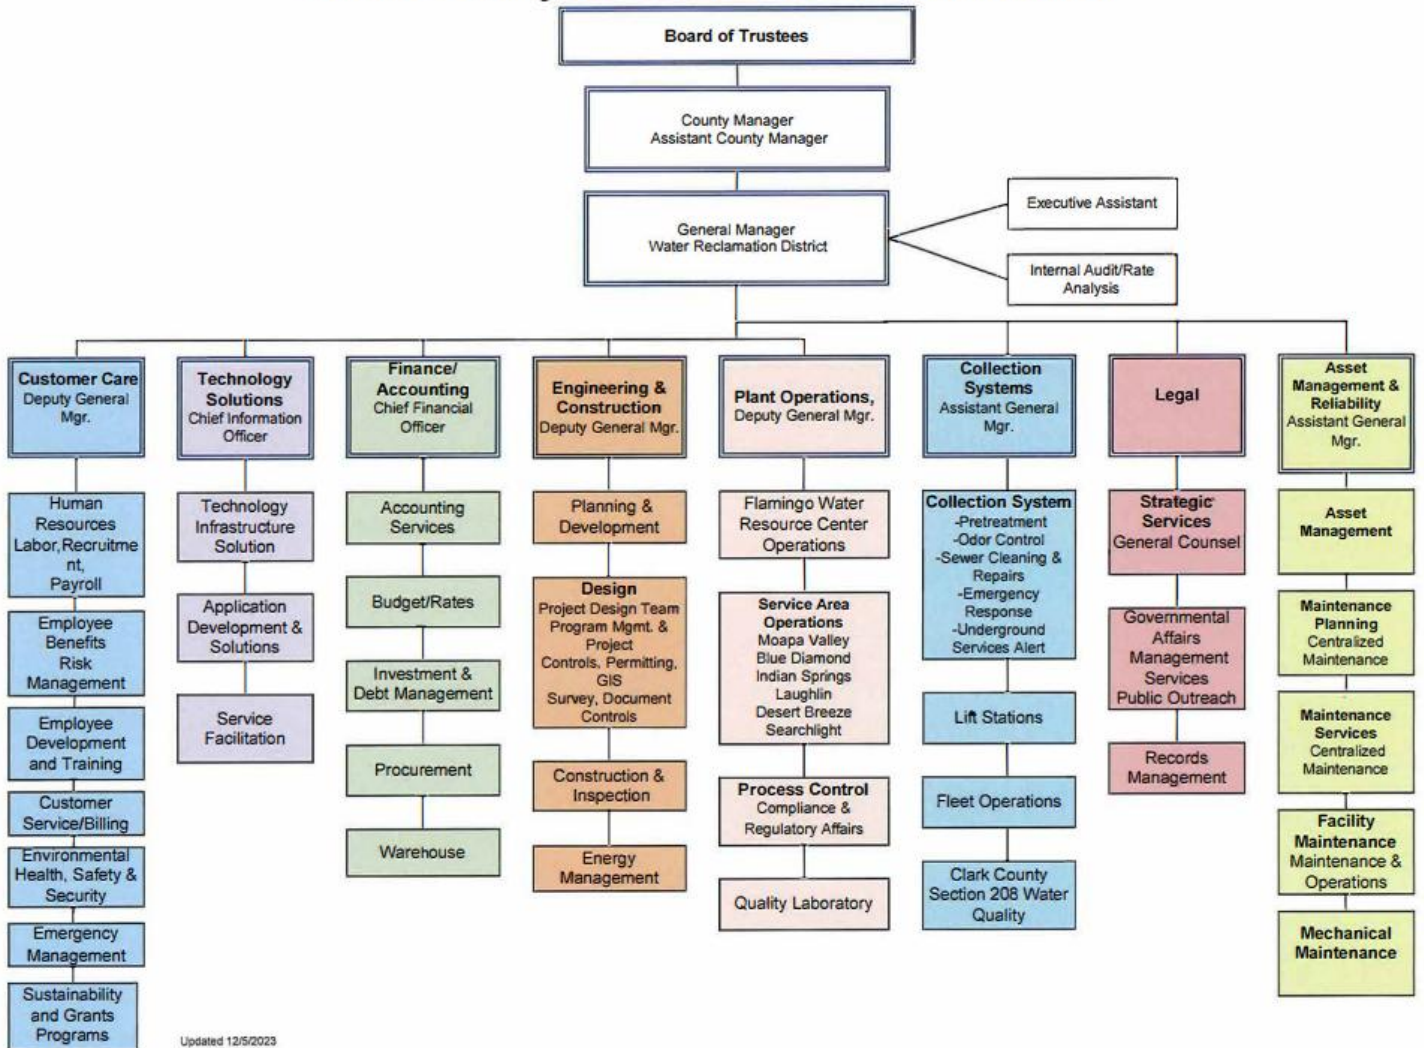 Board of Trustees
County Manager
Assistant County Manager
General Manager
Water Reclamation District
Executive Assistant
Internal Audit/Rate
Analysis
Customer Care
Deputy General
Mgr.
Human
Resources
Labor,Recruitme
nt,
Payroll
Employee
Benefits
Risk
Management
Employee
Development
and Training
Customer
Service/Billing
Environmental
Health, Safety &
Security
Emergency
Management
Sustainability
and Grants
Programs
Technology
Solutions
Chief Information
Officer
Technology
Infrastructure
Solution
Application
Development &
Solutions
Service
Facilitation
Finance/
Accounting
Chief Financial
Officer
Accounting
Services
Budget/Rates
Investment &
Debt Management
Procurement
Warehouse
Engineering &
Construction
Deputy General Mgr.
Planning &
Development
Design
Project Design Team
Program Mgmt. &
Project
Controls, Permitting,
GIS
Survey, Document
Controls
Construction &
Inspection
Energy
Management
Plant Operations,
Deputy General Mgr.
Flamingo Water
Resource Center
Operations
Service Area
Operations
Moapa Valley
Blue Diamond
Indian Springs
Laughlin
Desert Breeze
Searchlight
Process Control
Compliance &
Regulatory Affairs
Quality Laboratory
Collection
Systems
Assistant General
Mgr.
Collection System
-Pretreatment
-Odor Control
-Sewer Cleaning &
Repairs
-Emergency
Response
-Underground
Services Alert
Lift Stations
Fleet Operations
Clark County
Section 208 Water
Quality
Legal
Strategic
Services
General Counsel
Governmental
Affairs
Management
Services
Public Outreach
Records
Management
Asset
Management &
Reliability
Assistant General
Mgr.
Asset
Management
Maintenance
Planning
Centralized
Maintenance
Maintenance
Services
Centralized
Maintenance
Facility
Maintenance
Maintenance &
Operations
Mechanical
Maintenance
Updated 12/5/2023